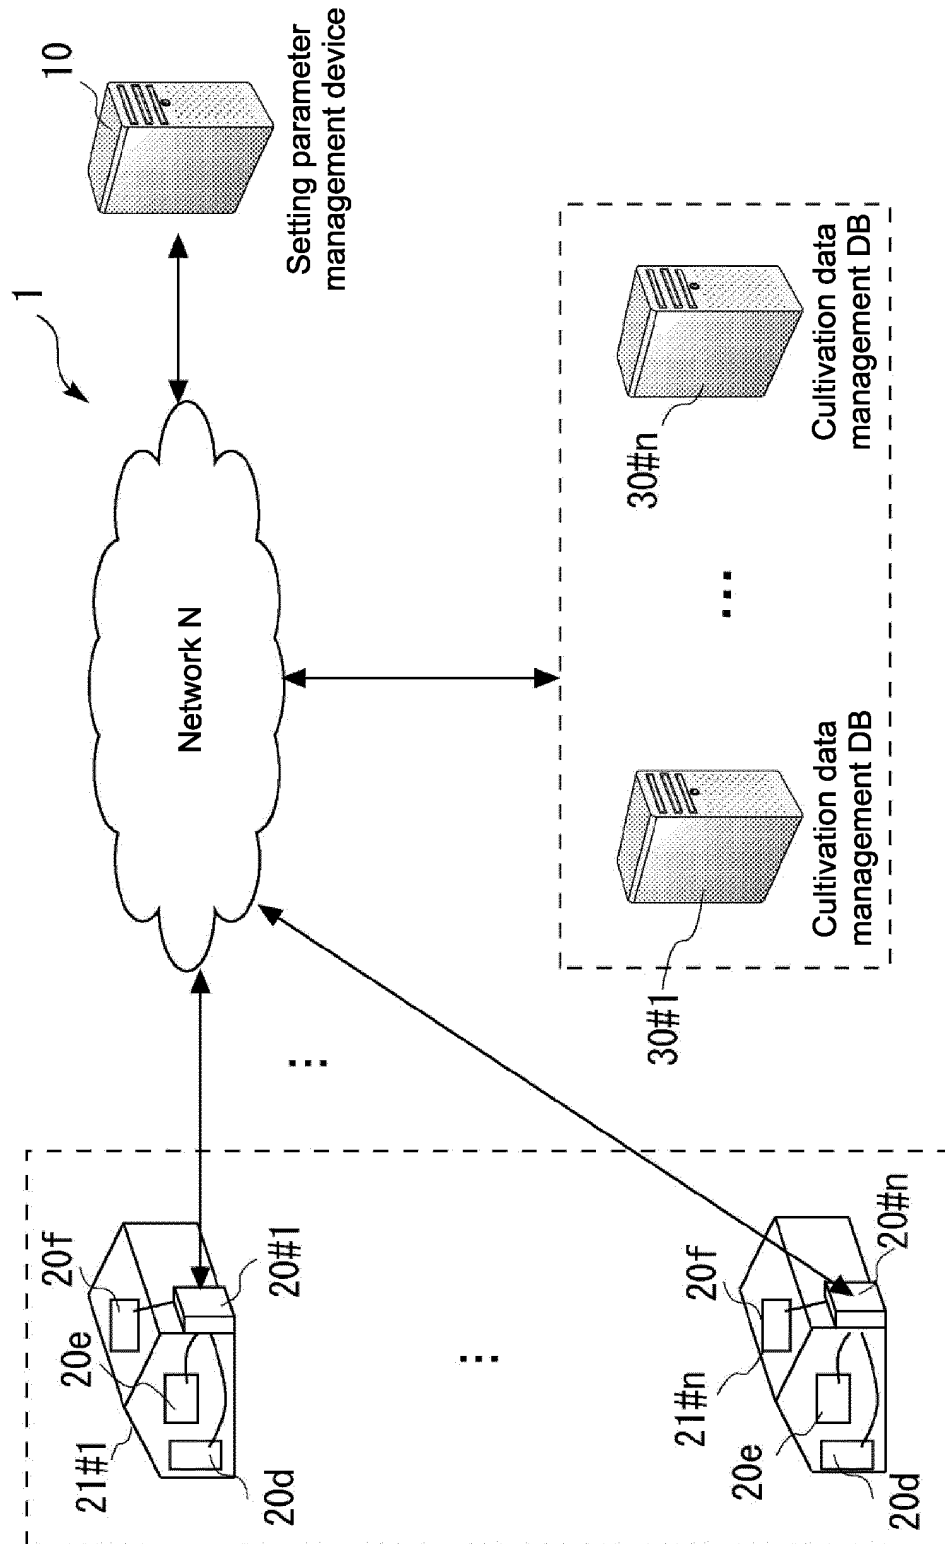 1
10
Setting parameter
management device
Network N
21#1
20f
20e
20d
20#1
...
...
21#n
20f
20e
20d
20#n
30#1
Cultivation data
management DB
...
30#n
Cultivation data
management DB